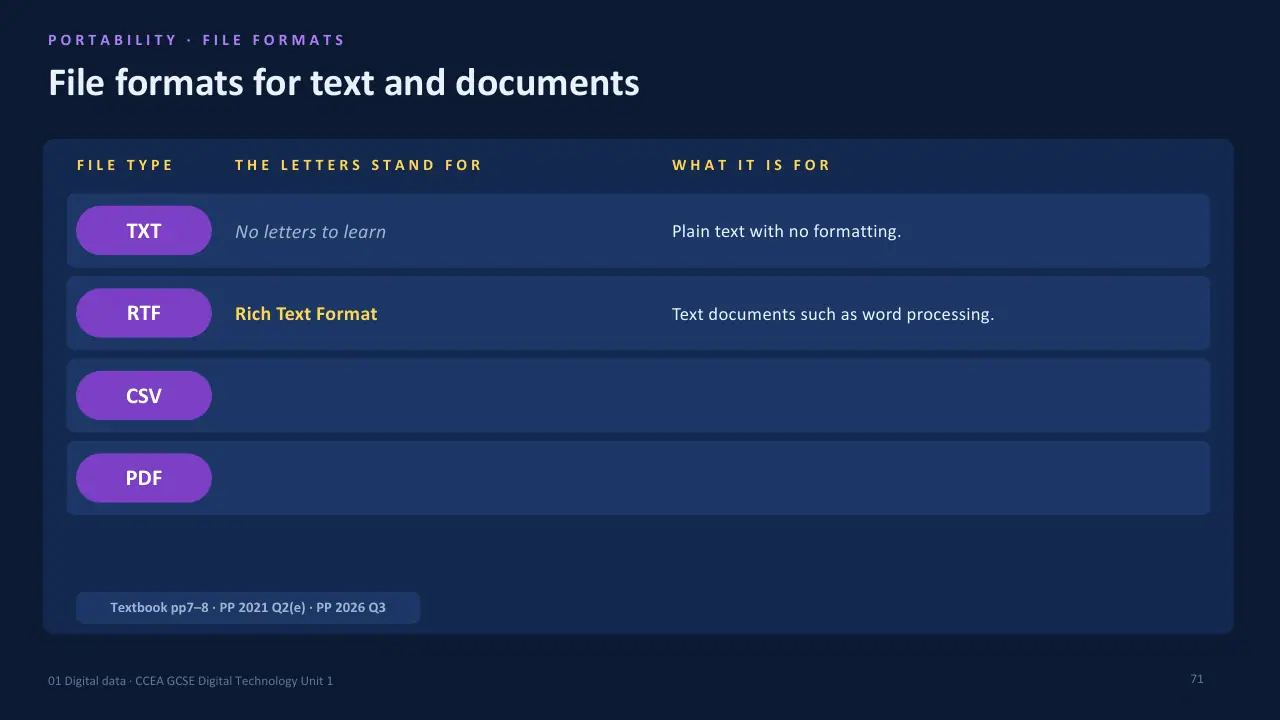 PORTABILITY · FILE FORMATS
File formats for text and documents
FILE TYPE THE LETTERS STAND FOR WHAT IT IS FOR
TXT No letters to learn Plain text with no formatting.
RTF Rich Text Format Text documents such as word processing.
CSV
PDF
Textbook pp7–8 · PP 2021 Q2(e) · PP 2026 Q3
01 Digital data · CCEA GCSE Digital Technology Unit 1 71